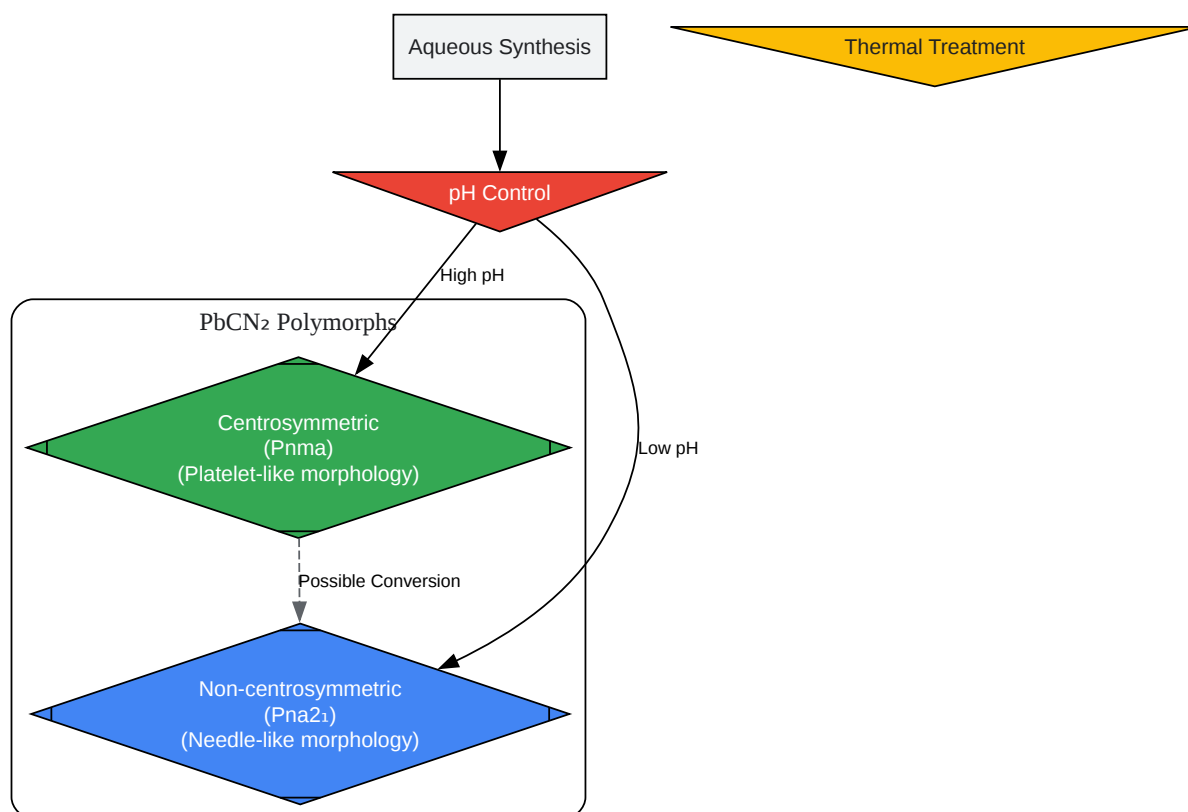 Aqueous Synthesis
Thermal Treatment
pH Control
High pH
PbCN₂ Polymorphs
Centrosymmetric
(Pnma)
(Platelet-like morphology)
Low pH
Possible Conversion
Non-centrosymmetric
(Pna2₁)
(Needle-like morphology)